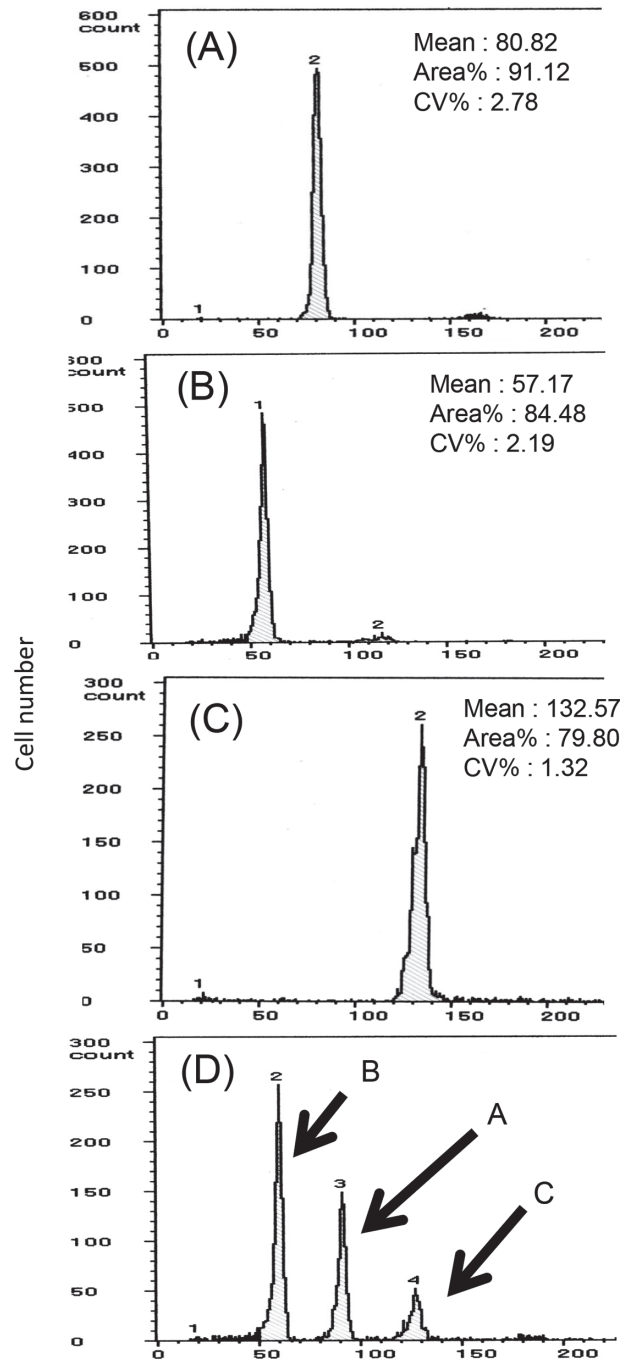 Cell number
600
count
(A)
Mean : 80.82
Area% : 91.12
CV% : 2.78
500
400
300
200
100
0
1
2
0 50 100 150 200
count
(B)
Mean : 57.17
Area% : 84.48
CV% : 2.19
500
400
300
200
100
0
1
2
0 50 100 150 200
300
count
(C)
Mean : 132.57
Area% : 79.80
CV% : 1.32
250
200
150
100
50
0
1
2
0 50 100 150 200
300
count
(D)
B
A
C
250
200
150
100
50
0
1
2
3
4
0 50 100 150 200